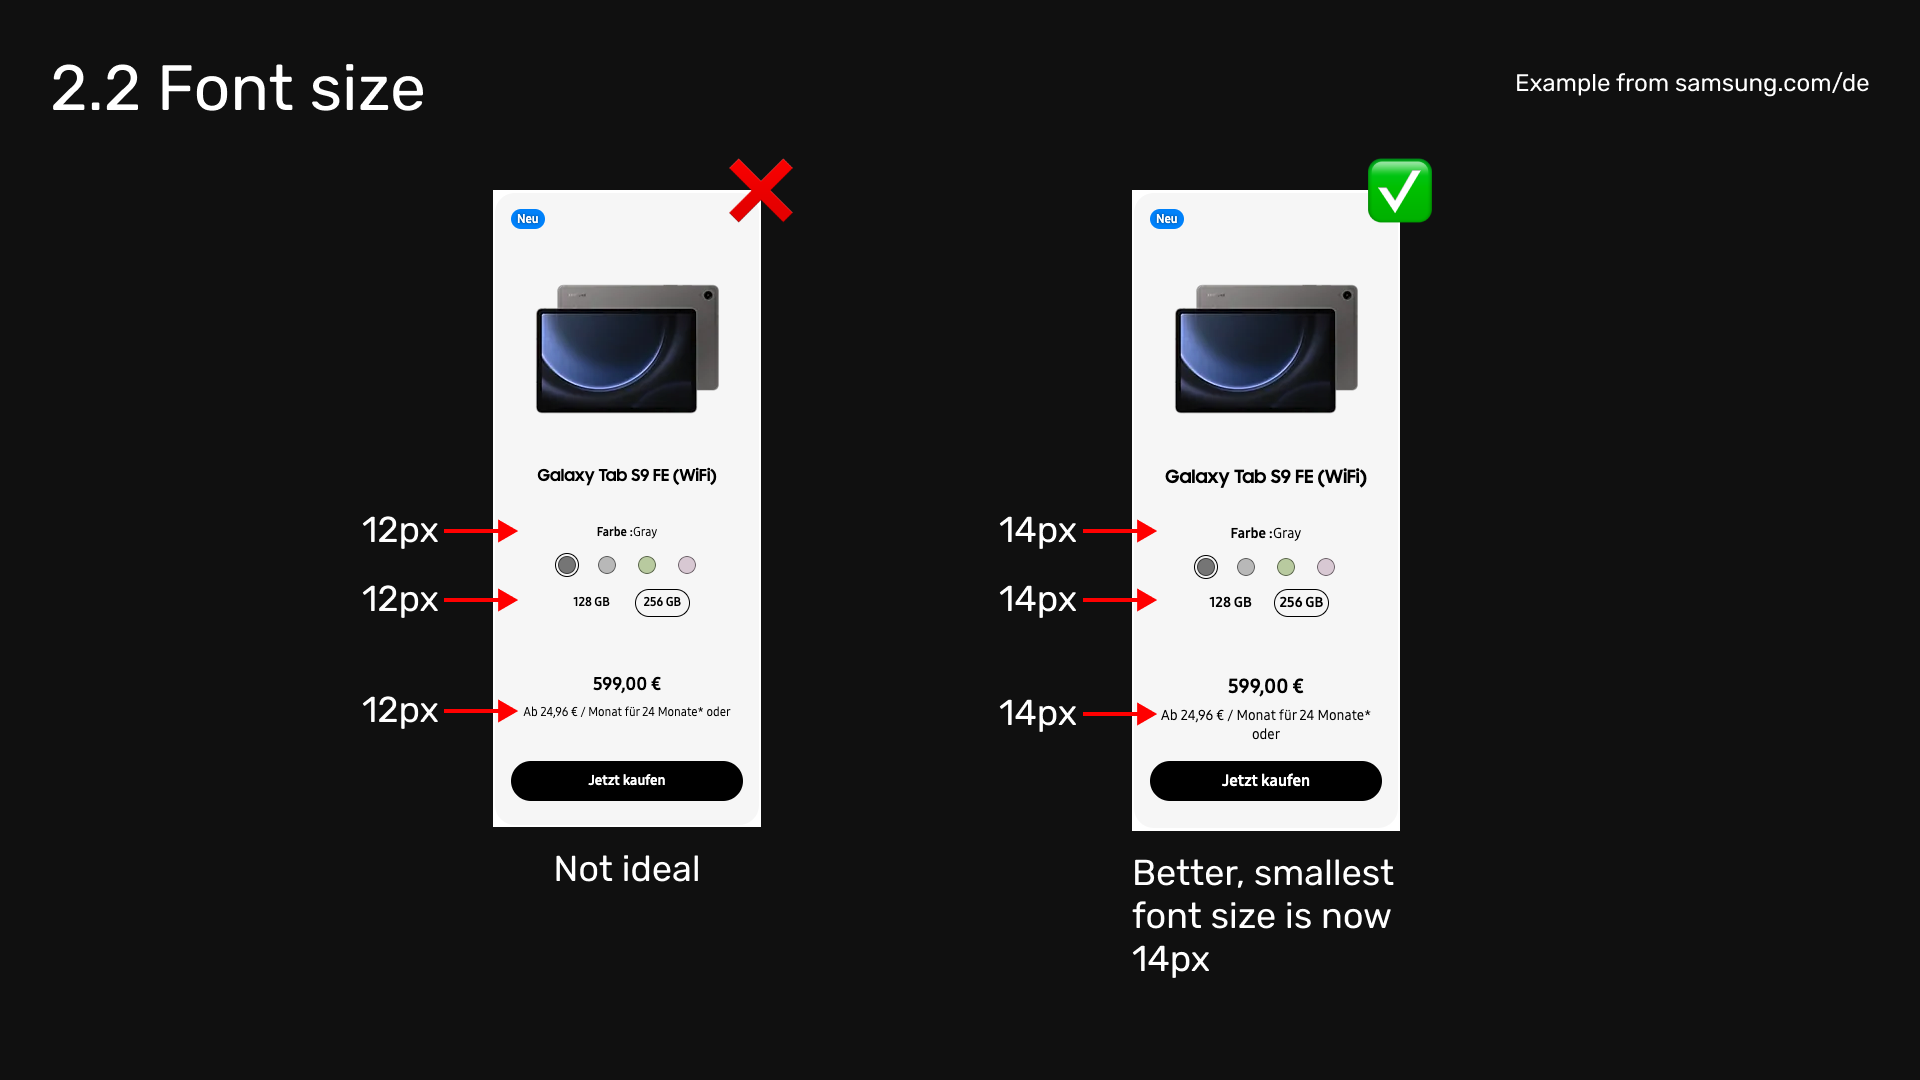 2.2 Font size
Example from samsung.com/de
Neu
Galaxy Tab S9 FE (WiFi)
12px
Farbe :Gray
12px
128 GB
256 GB
599,00 €
12px
Ab 24,96 € / Monat für 24 Monate* oder
Jetzt kaufen
Not ideal
Neu
Galaxy Tab S9 FE (WiFi)
14px
Farbe :Gray
14px
128 GB
256 GB
599,00 €
14px
Ab 24,96 € / Monat für 24 Monate*
oder
Jetzt kaufen
Better, smallest
font size is now
14px